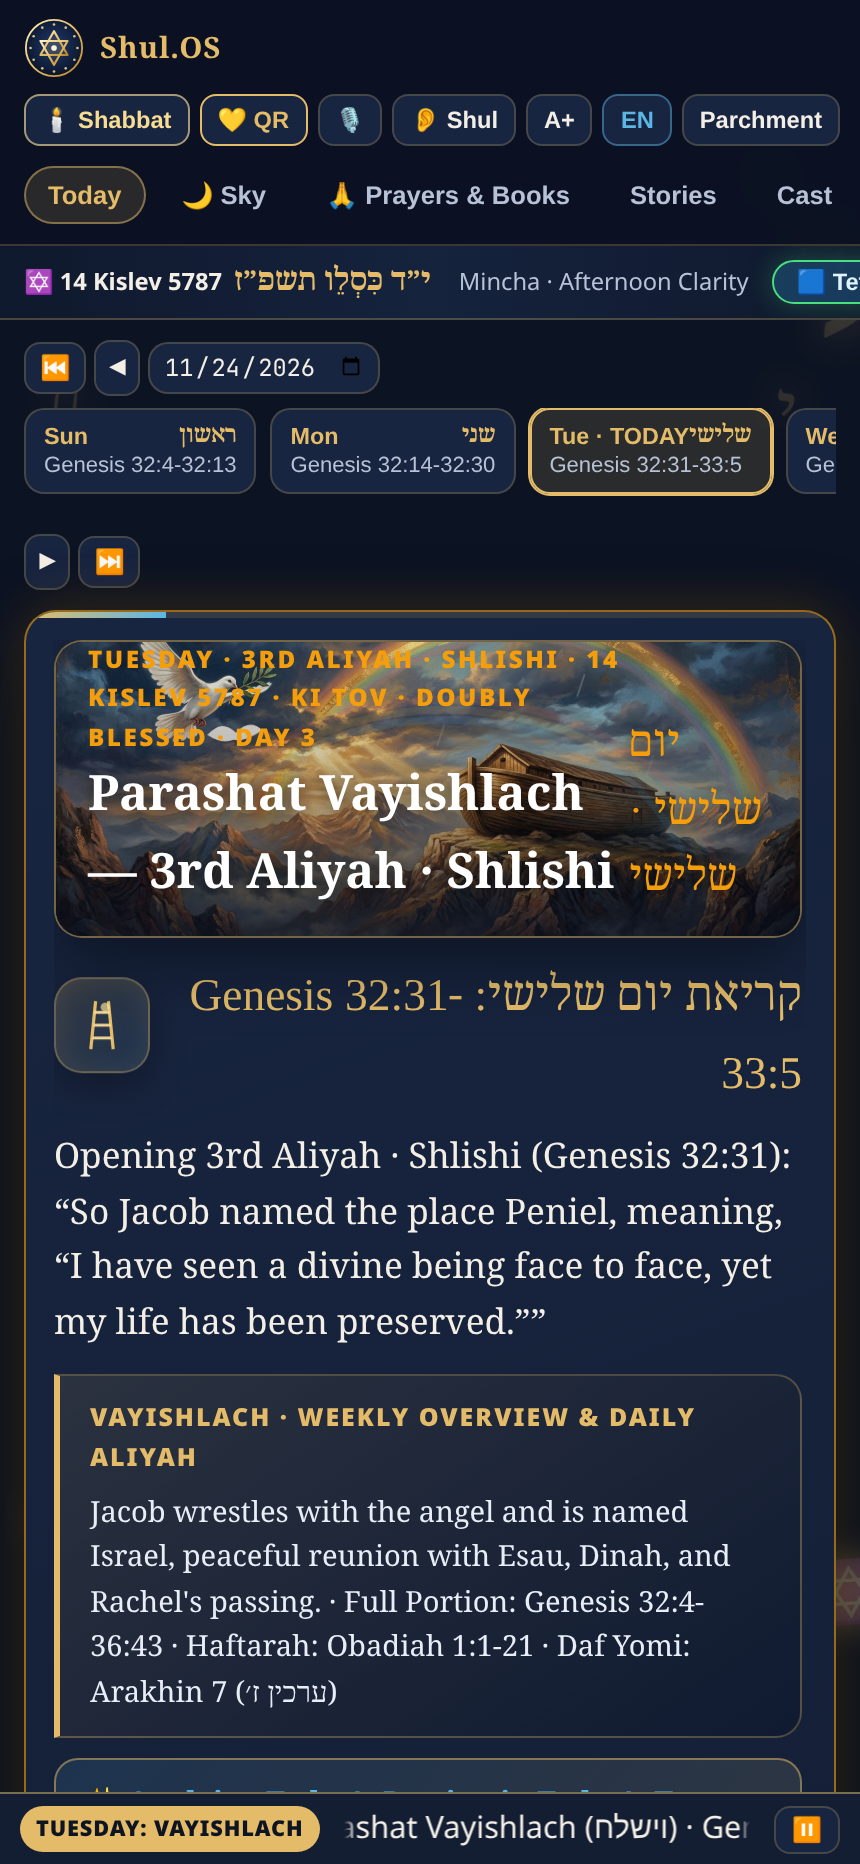 Shul.OS
🕯️ Shabbat 💛 QR 🎙️ 👂 Shul A+ EN Parchment
Today 🌙 Sky 🙏 Prayers & Books Stories Cast
🔯 14 Kislev 5787 י״ד כִּסְלֵו תשפ״ז Mincha · Afternoon Clarity 🟦
11/24/2026
Sun ראשון
Genesis 32:4-32:13
Mon שני
Genesis 32:14-32:30
Tue · TODAY שלישי
Genesis 32:31-33:5
TUESDAY · 3RD ALIYAH · SHLISHI · 14
KISLEV 5787 · KI TOV · DOUBLY
BLESSED · DAY 3
Parashat Vayishlach
— 3rd Aliyah · Shlishi
יום
שלישי ·
שלישי
קריאת יום שלישי: Genesis 32:31-
33:5
Opening 3rd Aliyah · Shlishi (Genesis 32:31):
“So Jacob named the place Peniel, meaning,
“I have seen a divine being face to face, yet
my life has been preserved.””
VAYISHLACH · WEEKLY OVERVIEW & DAILY
ALIYAH
Jacob wrestles with the angel and is named
Israel, peaceful reunion with Esau, Dinah, and
Rachel's passing. · Full Portion: Genesis 32:4-
36:43 · Haftarah: Obadiah 1:1-21 · Daf Yomi:
Arakhin 7 (ערכין ז׳)
TUESDAY: VAYISHLACH ashat Vayishlach (וישלח) · Ger